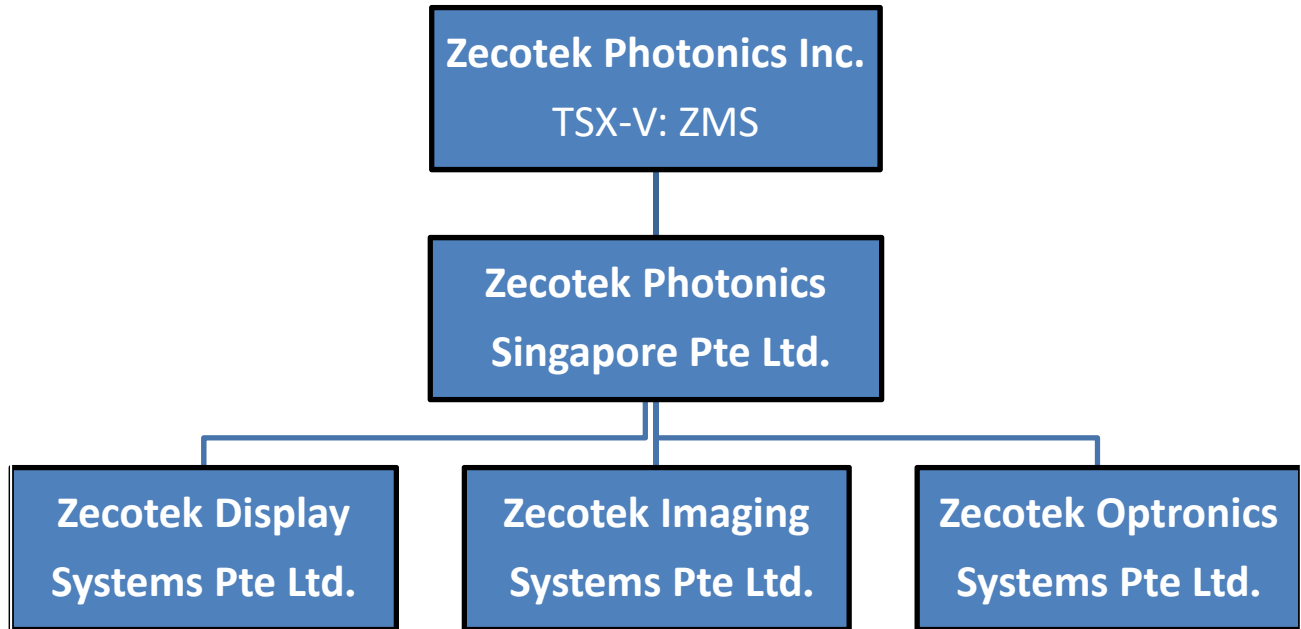 Zecotek Photonics Inc.
TSX-V: ZMS
Zecotek Photonics
Singapore Pte Ltd.
Zecotek Display
Systems Pte Ltd.
Zecotek Imaging
Systems Pte Ltd.
Zecotek Optronics
Systems Pte Ltd.